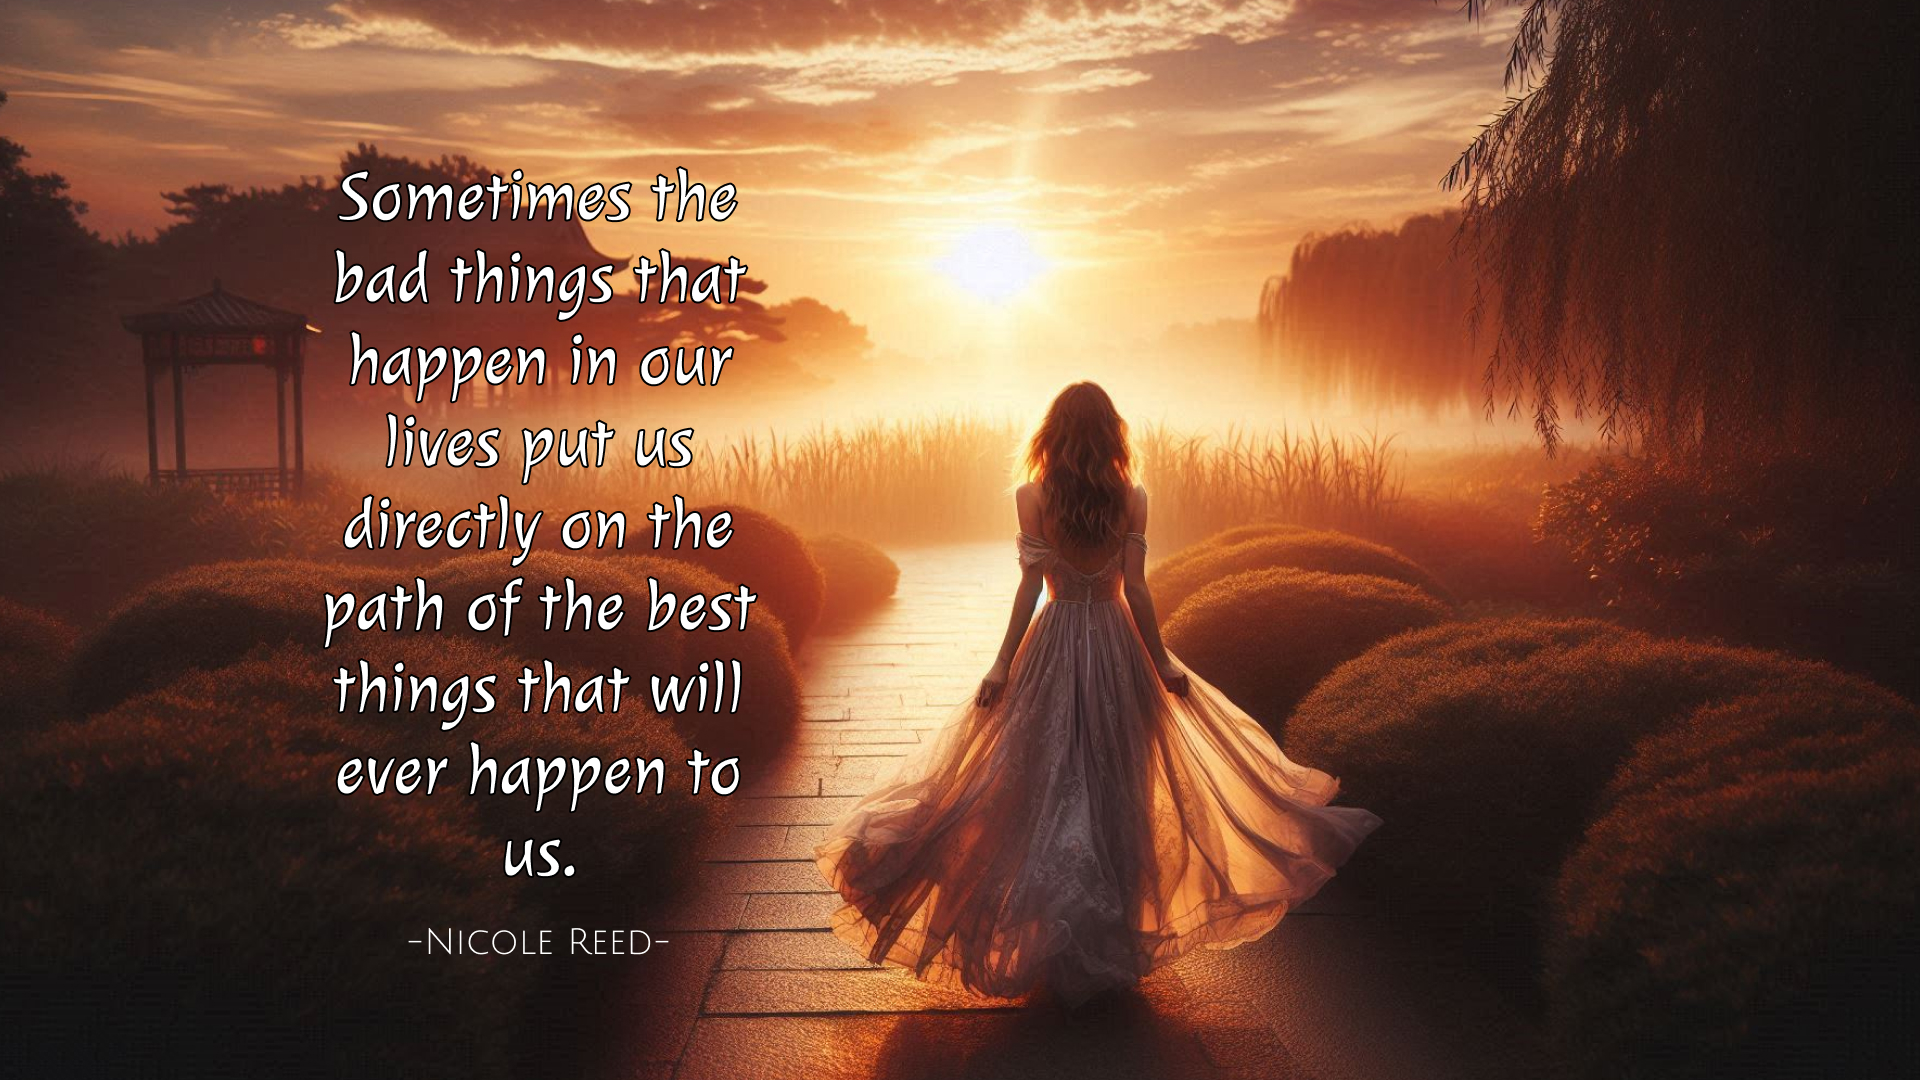 Sometimes the
bad things that
happen in our
lives put us
directly on the
path of the best
things that will
ever happen to
us.
-Nicole Reed-